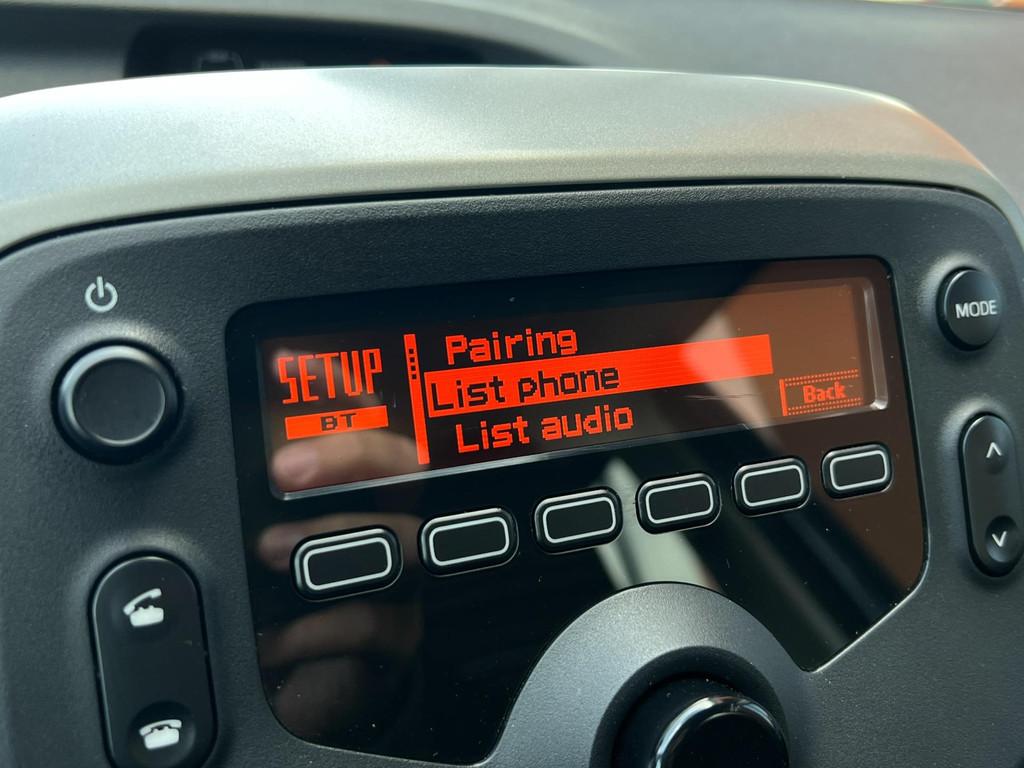 SETUP
BT
Pairing
List phone
List audio
Back
MODE